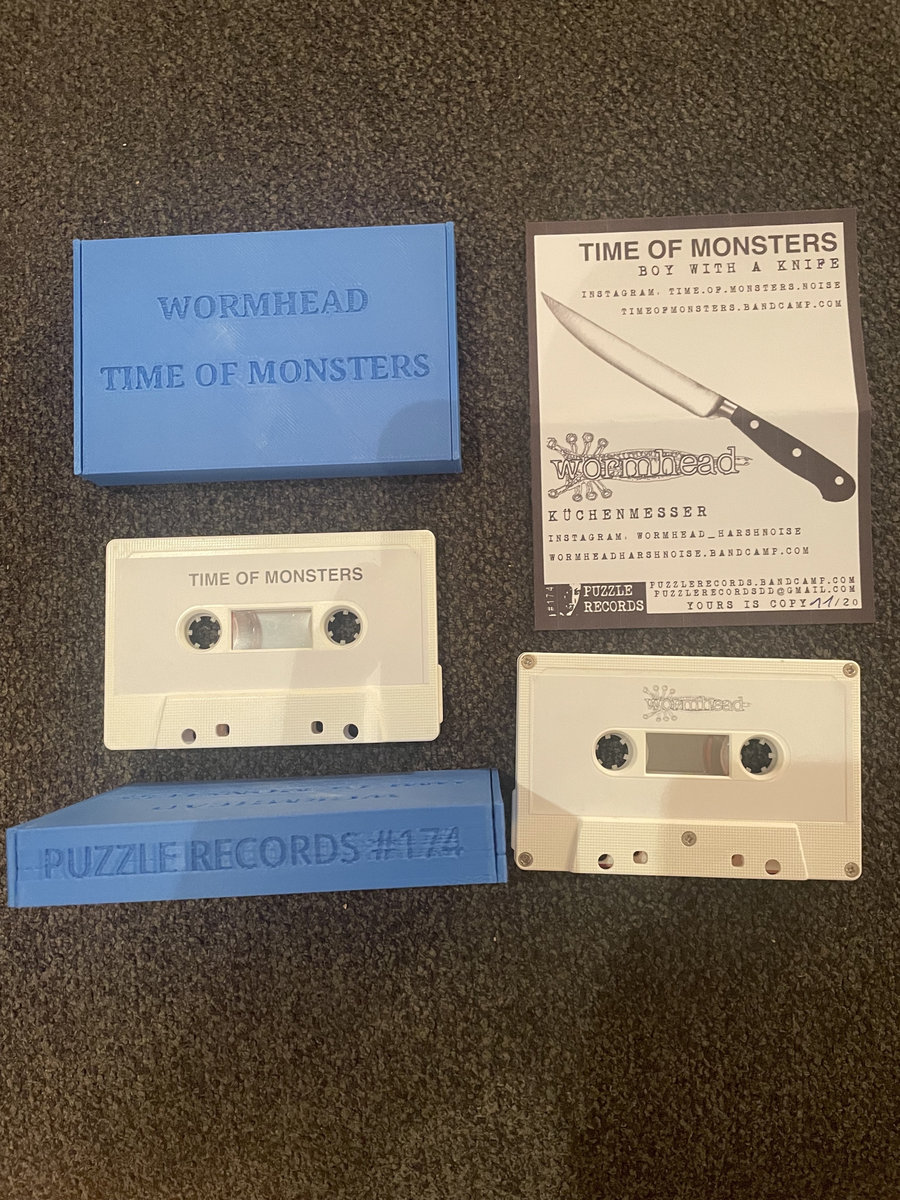 WORMHEAD
TIME OF MONSTERS
TIME OF MONSTERS
BOY WITH A KNIFE
INSTAGRAM. TIME.OF.MONSTERS.NOISE
TIMEOFMONSTERS.BANDCAMP.COM
wormhead
KÜCHENMESSER
INSTAGRAM. WORMHEAD_HARSHNOISE
WORMHEADHARSHNOISE.BANDCAMP.COM
#174
PUZZLE
RECORDS
PUZZLERECORDS.BANDCAMP.COM
PUZZLERECORDSDD@GMAIL.COM
YOURS IS COPY 11/20
TIME OF MONSTERS
wormhead
WORMHEAD
PUZZLE RECORDS #174